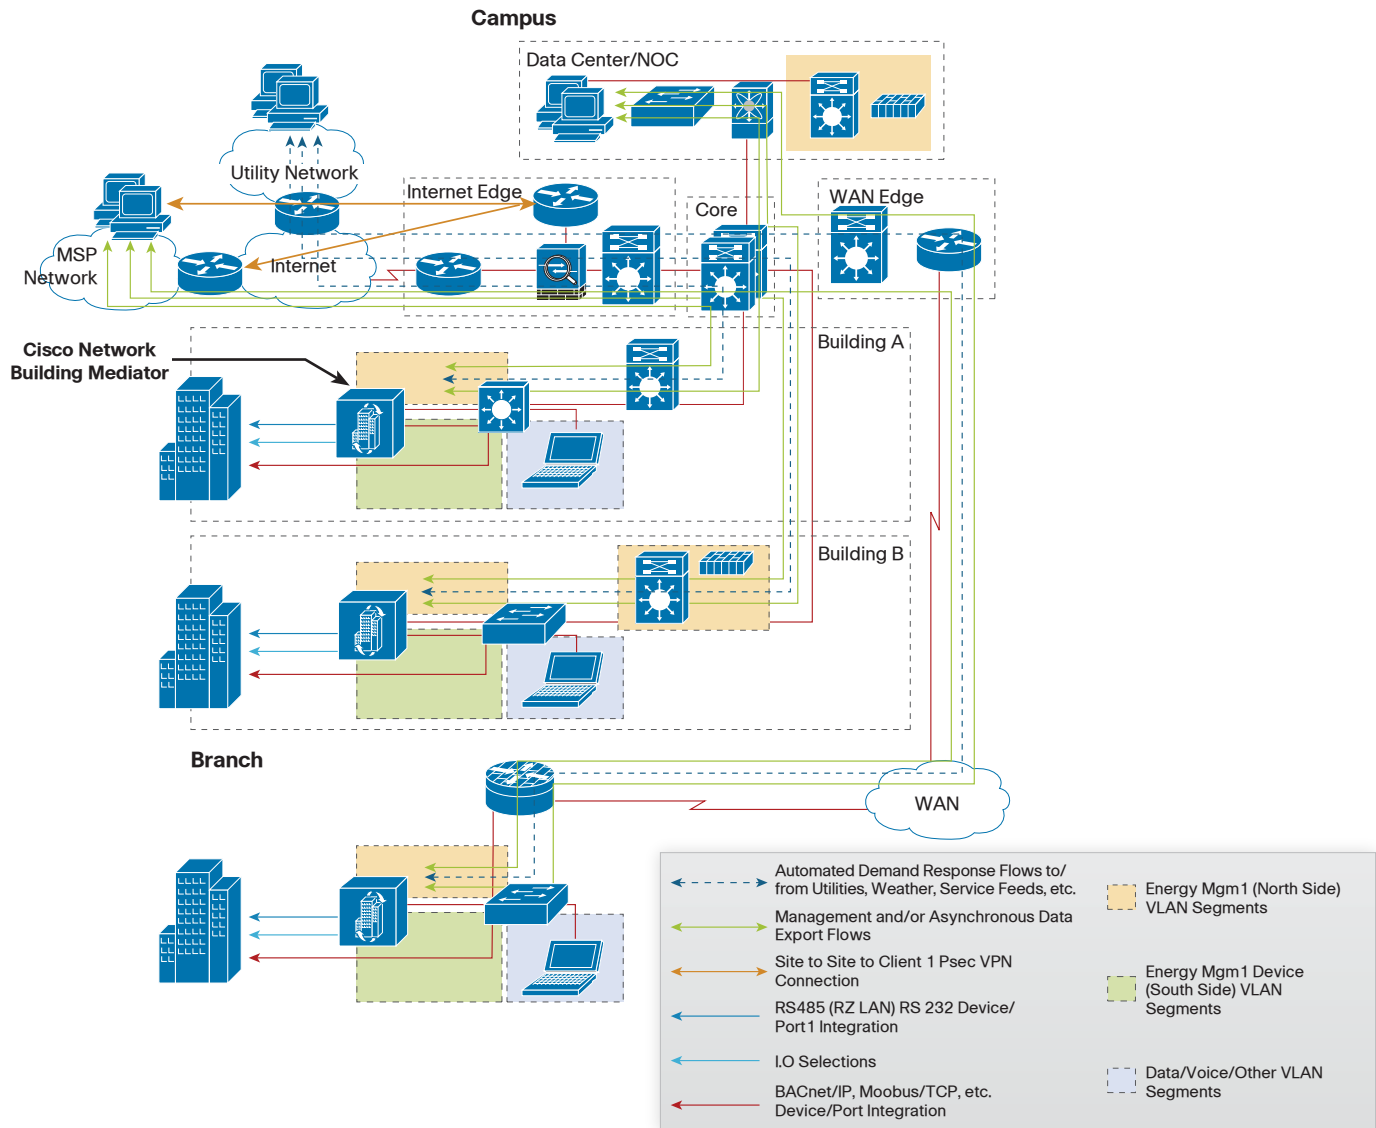 Campus
Data Center/NOC
Utility Network
Internet Edge
Core
WAN Edge
MSP
Network
Internet
Building A
Cisco Network
Building Mediator
Building B
Branch
WAN
Automated Demand Response Flows to/
from Utilities, Weather, Service Feeds, etc.
Management and/or Asynchronous Data
Export Flows
Site to Site to Client 1 Psec VPN
Connection
RS485 (RZ LAN) RS 232 Device/
Port1 Integration
I.O Selections
BACnet/IP, Moobus/TCP, etc.
Device/Port Integration
Energy Mgm1 (North Side)
VLAN Segments
Energy Mgm1 Device
(South Side) VLAN
Segments
Data/Voice/Other VLAN
Segments